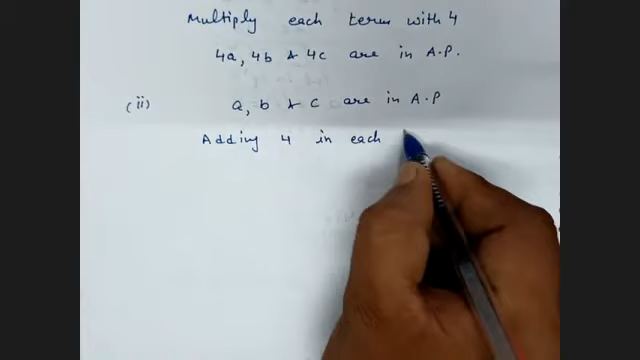 Multiply each term with 4
4a, 4b & 4c are in A.P.
(ii) a, b & c are in A.P
Adding 4 in each